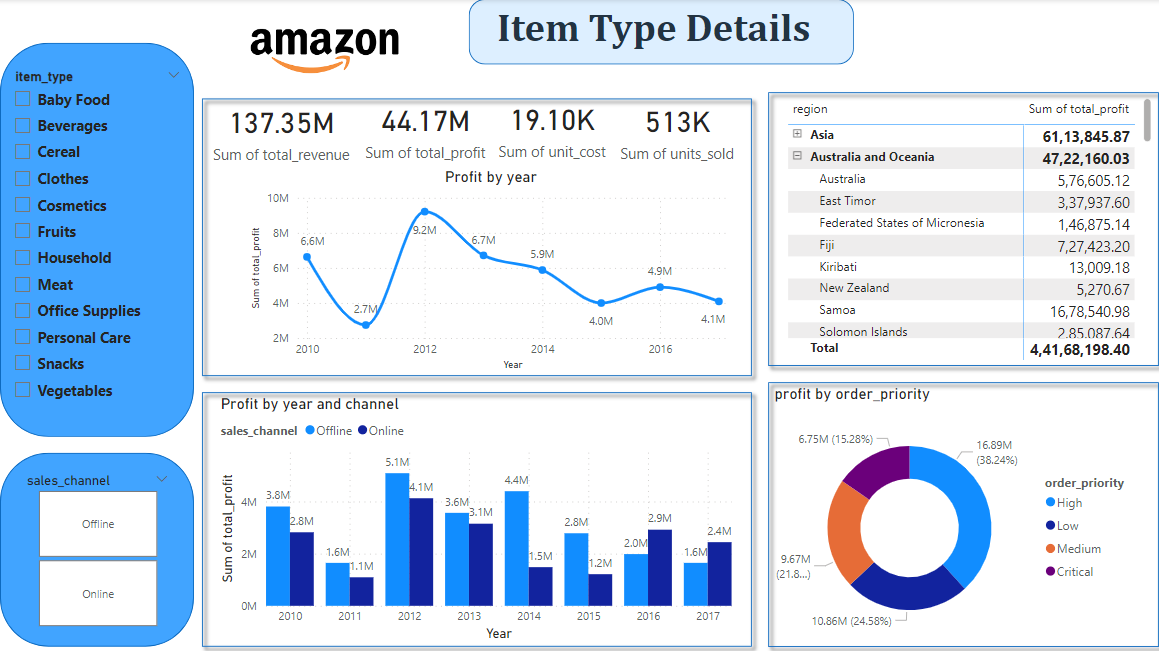 amazon
Item Type Details
item_type
Baby Food
Beverages
Cereal
Clothes
Cosmetics
Fruits
Household
Meat
Office Supplies
Personal Care
Snacks
Vegetables
sales_channel
Offline
Online
137.35M 44.17M 19.10K 513K
Sum of total_revenue Sum of total_profit Sum of unit_cost Sum of units_sold
Profit by year
Sum of total_profit
10M
8M
6M
4M
2M
6.6M 2.7M 9.2M 6.7M 5.9M 4.0M 4.9M 4.1M
2010 2012 2014 2016
Year
Profit by year and channel
sales_channel Offline Online
Sum of total_profit
4M
2M
0M
3.8M 2.8M 1.6M 1.1M 5.1M 4.1M 3.6M 3.1M 4.4M 1.5M 2.8M 1.2M 2.0M 2.9M 1.6M 2.4M
2010 2011 2012 2013 2014 2015 2016 2017
Year
region Sum of total_profit
Asia 61,13,845.87
Australia and Oceania 47,22,160.03
Australia 5,76,605.12
East Timor 3,37,937.60
Federated States of Micronesia 1,46,875.14
Fiji 7,27,423.20
Kiribati 13,009.18
New Zealand 5,270.67
Samoa 16,78,540.98
Solomon Islands 2,85,087.64
Total 4,41,68,198.40
profit by order_priority
6.75M (15.28%)
16.89M
(38.24%)
9.67M
(21.8...)
10.86M (24.58%)
order_priority
High
Low
Medium
Critical